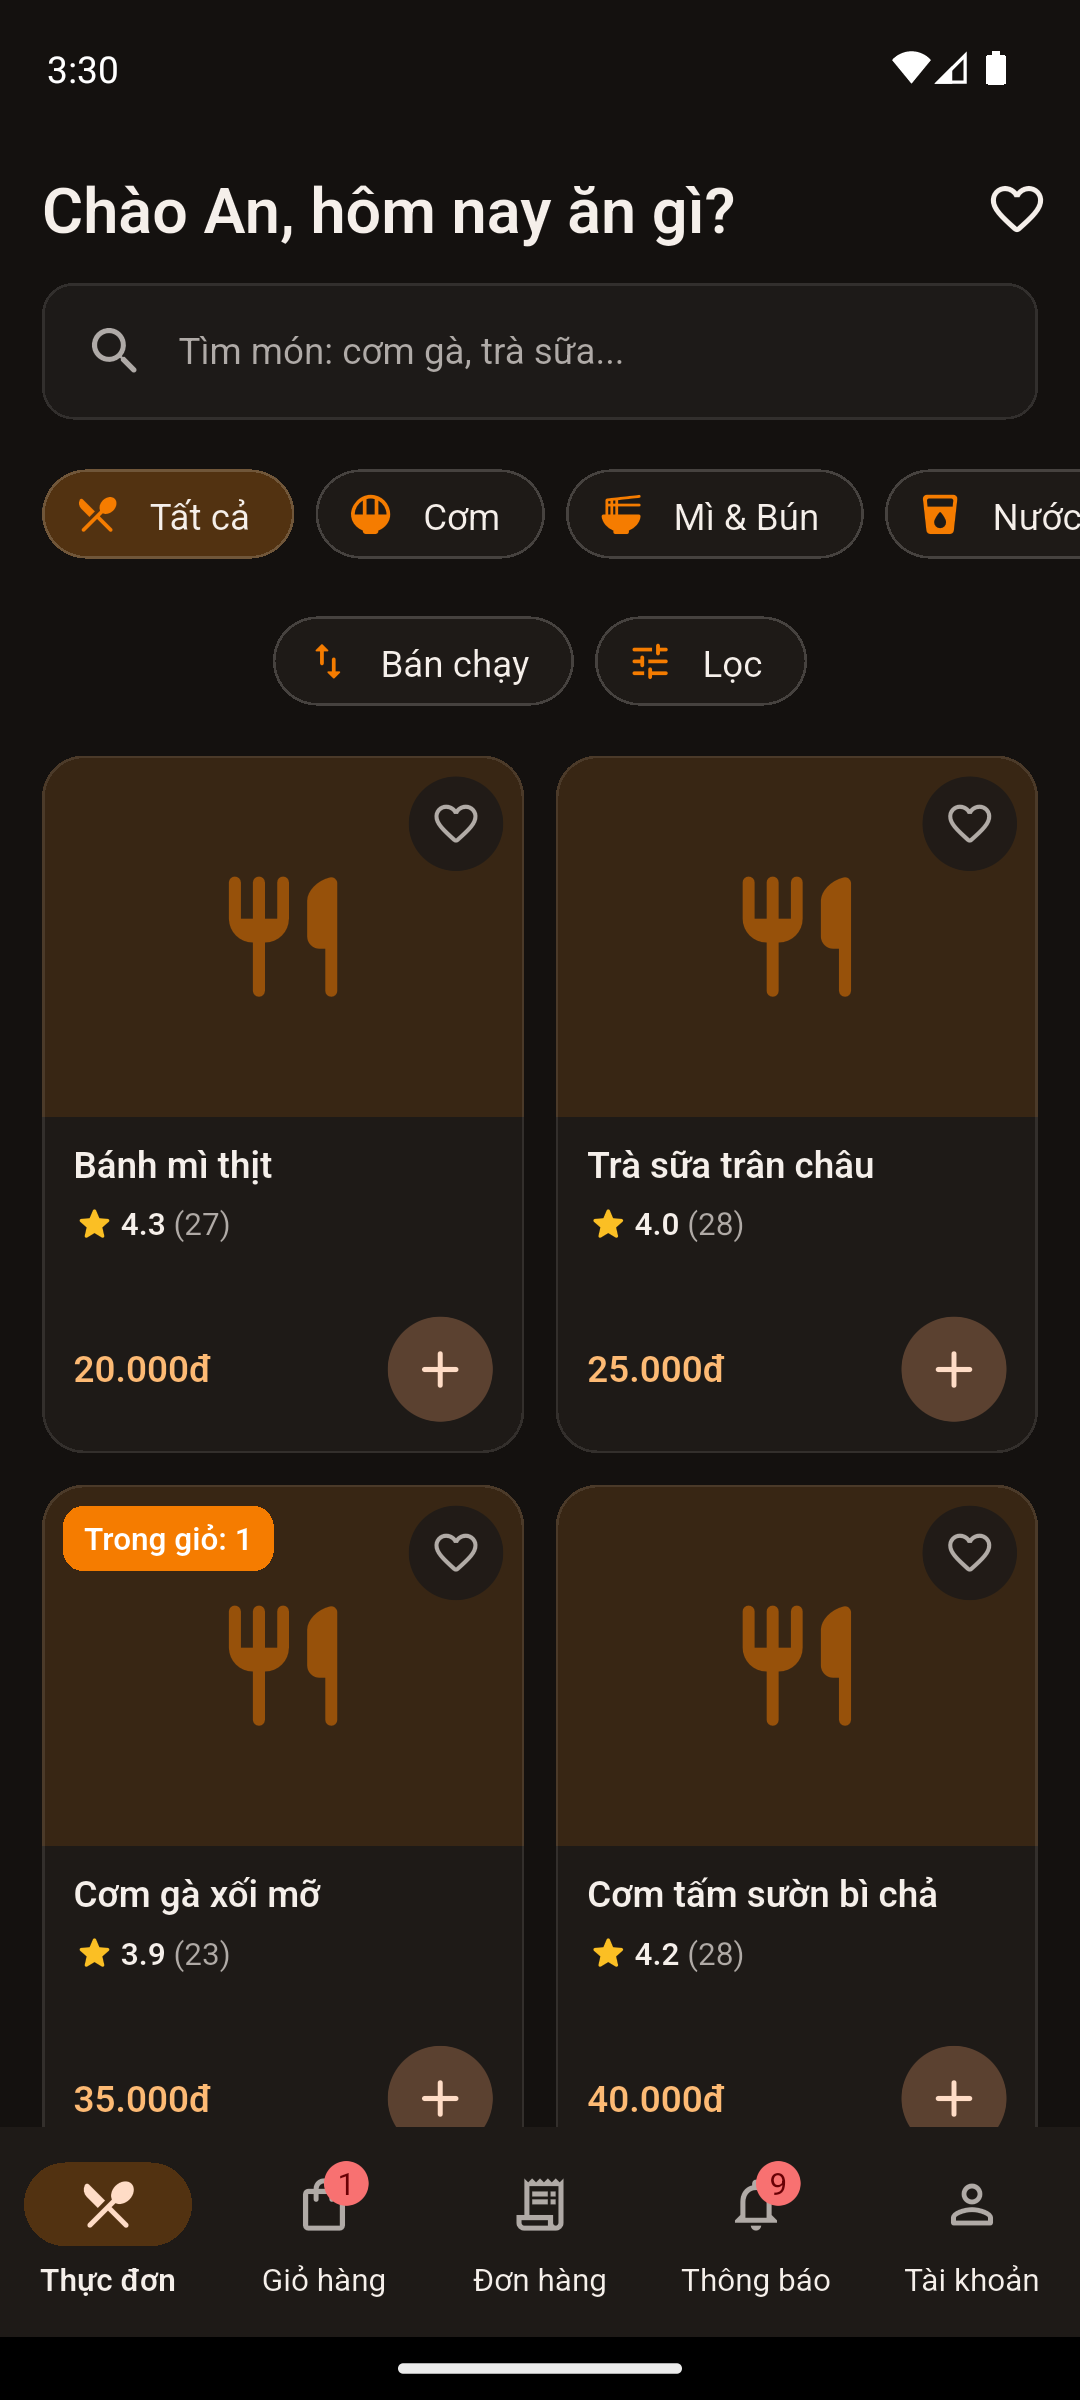 3:30
Chào An, hôm nay ăn gì?
Tìm món: cơm gà, trà sữa...
Tất cả
Cơm
Mì & Bún
Nước
Bán chạy
Lọc
Bánh mì thịt
4.3 (27)
20.000đ
Trà sữa trân châu
4.0 (28)
25.000đ
Trong giỏ: 1
Cơm gà xối mỡ
3.9 (23)
35.000đ
Cơm tấm sườn bì chả
4.2 (28)
40.000đ
Thực đơn
1
Giỏ hàng
Đơn hàng
9
Thông báo
Tài khoản